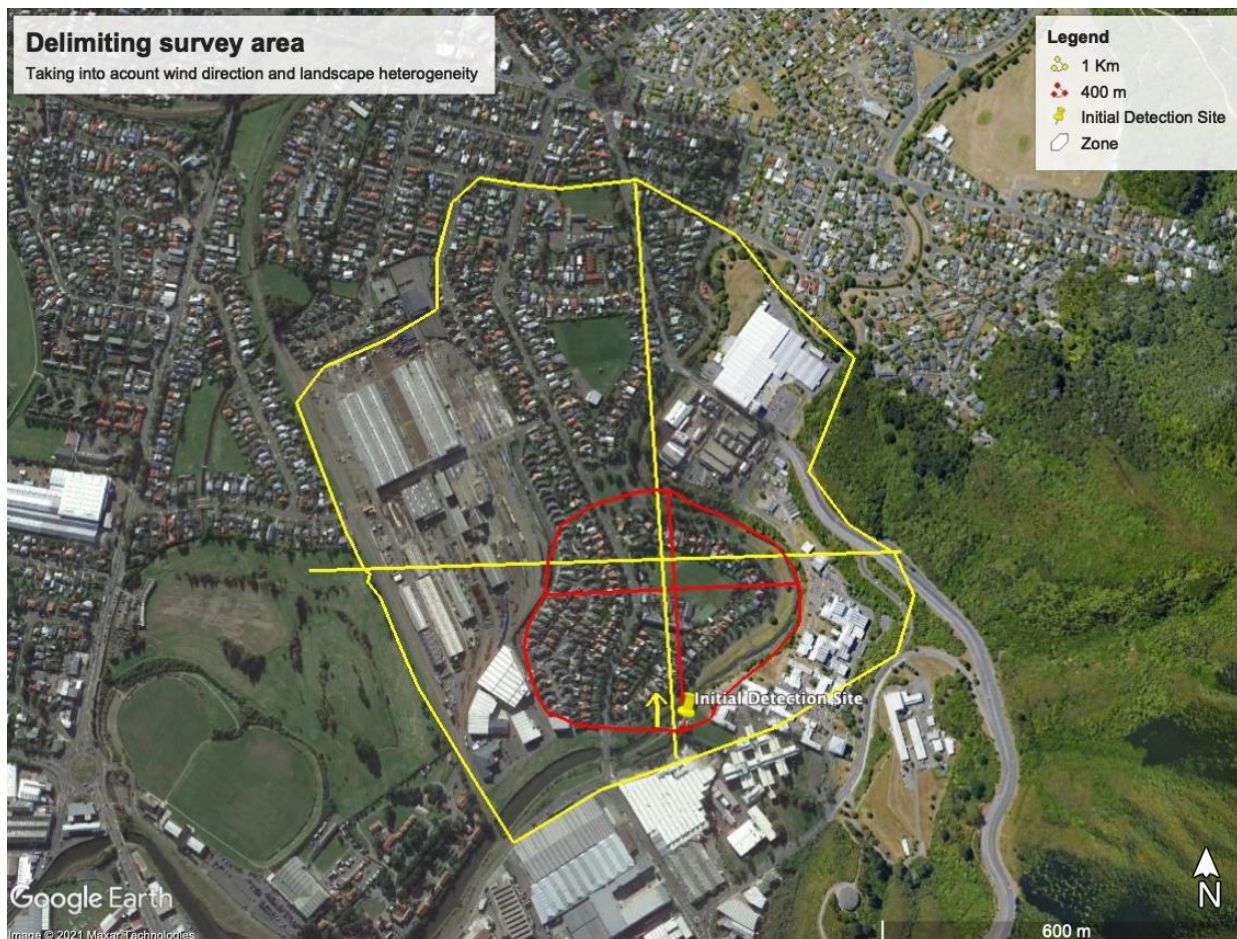 Delimiting survey area
Taking into acount wind direction and landscape heterogeneity
Legend
1 Km
400 m
Initial Detection Site
Zone
Initial Detection Site
Google Earth
Image © 2021 Maxar Technologies
N
600 m